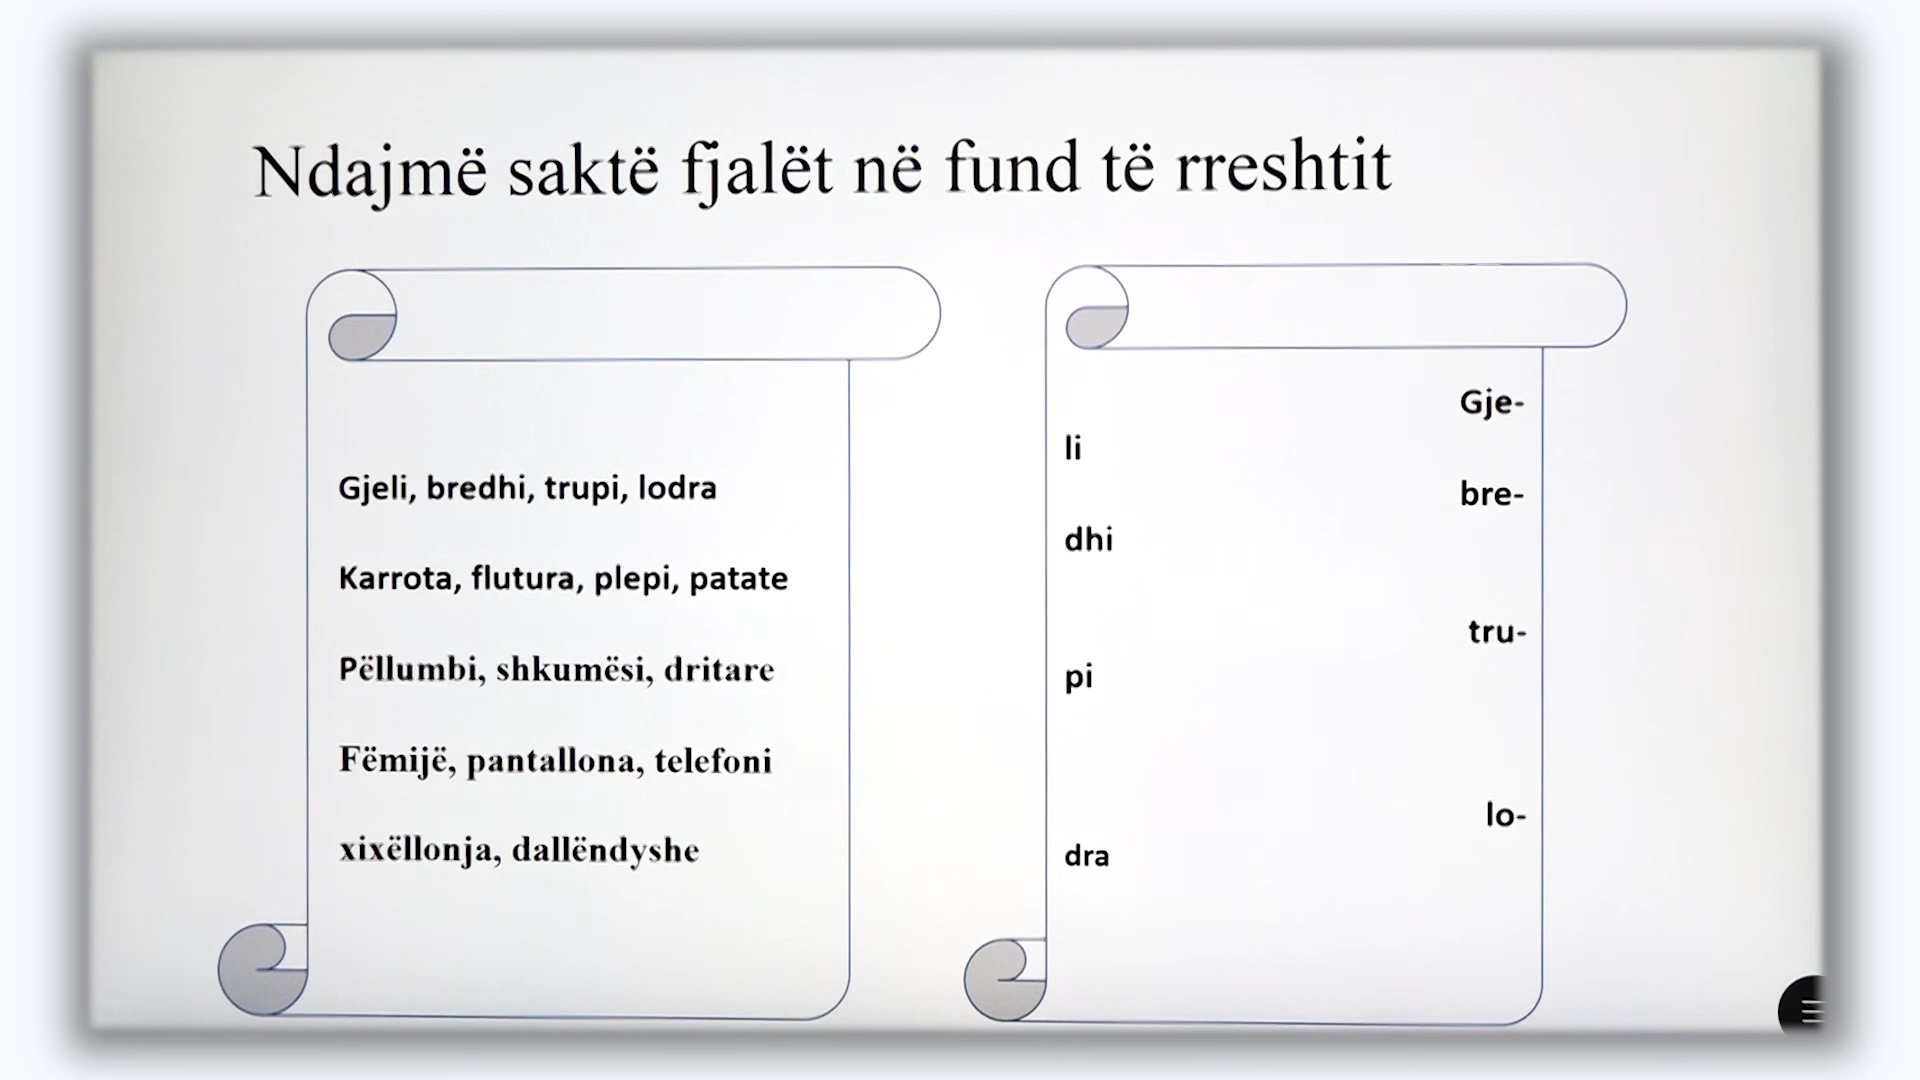 Ndajmë saktë fjalët në fund të rreshtit
Gjeli, bredhi, trupi, lodra
Karrota, flutura, plepi, patate
Pëllumbi, shkumësi, dritare
Fëmijë, pantallona, telefoni
xixëllonja, dallëndyshe
Gje-
li
bre-
dhi
tru-
pi
lo-
dra